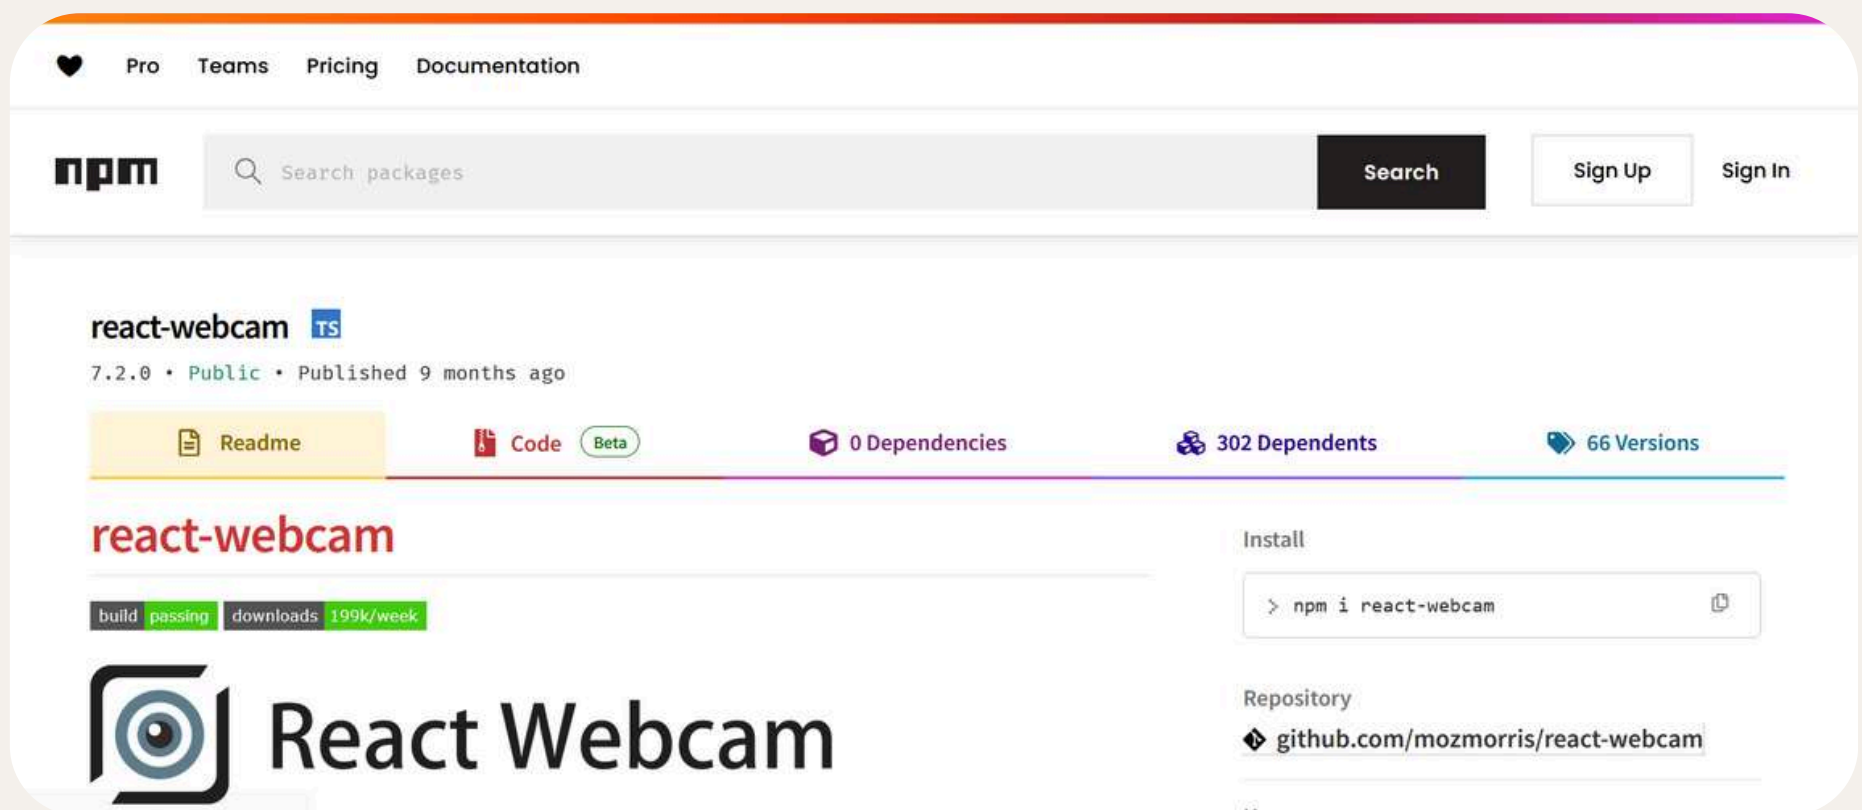 Pro Teams Pricing Documentation
npm Search packages Search Sign Up Sign In
react-webcam TS
7.2.0 • Public • Published 9 months ago
Readme Code Beta 0 Dependencies 302 Dependents 66 Versions
react-webcam
build passing downloads 199k/week
React Webcam
Install
> npm i react-webcam
Repository
github.com/mozmorris/react-webcam